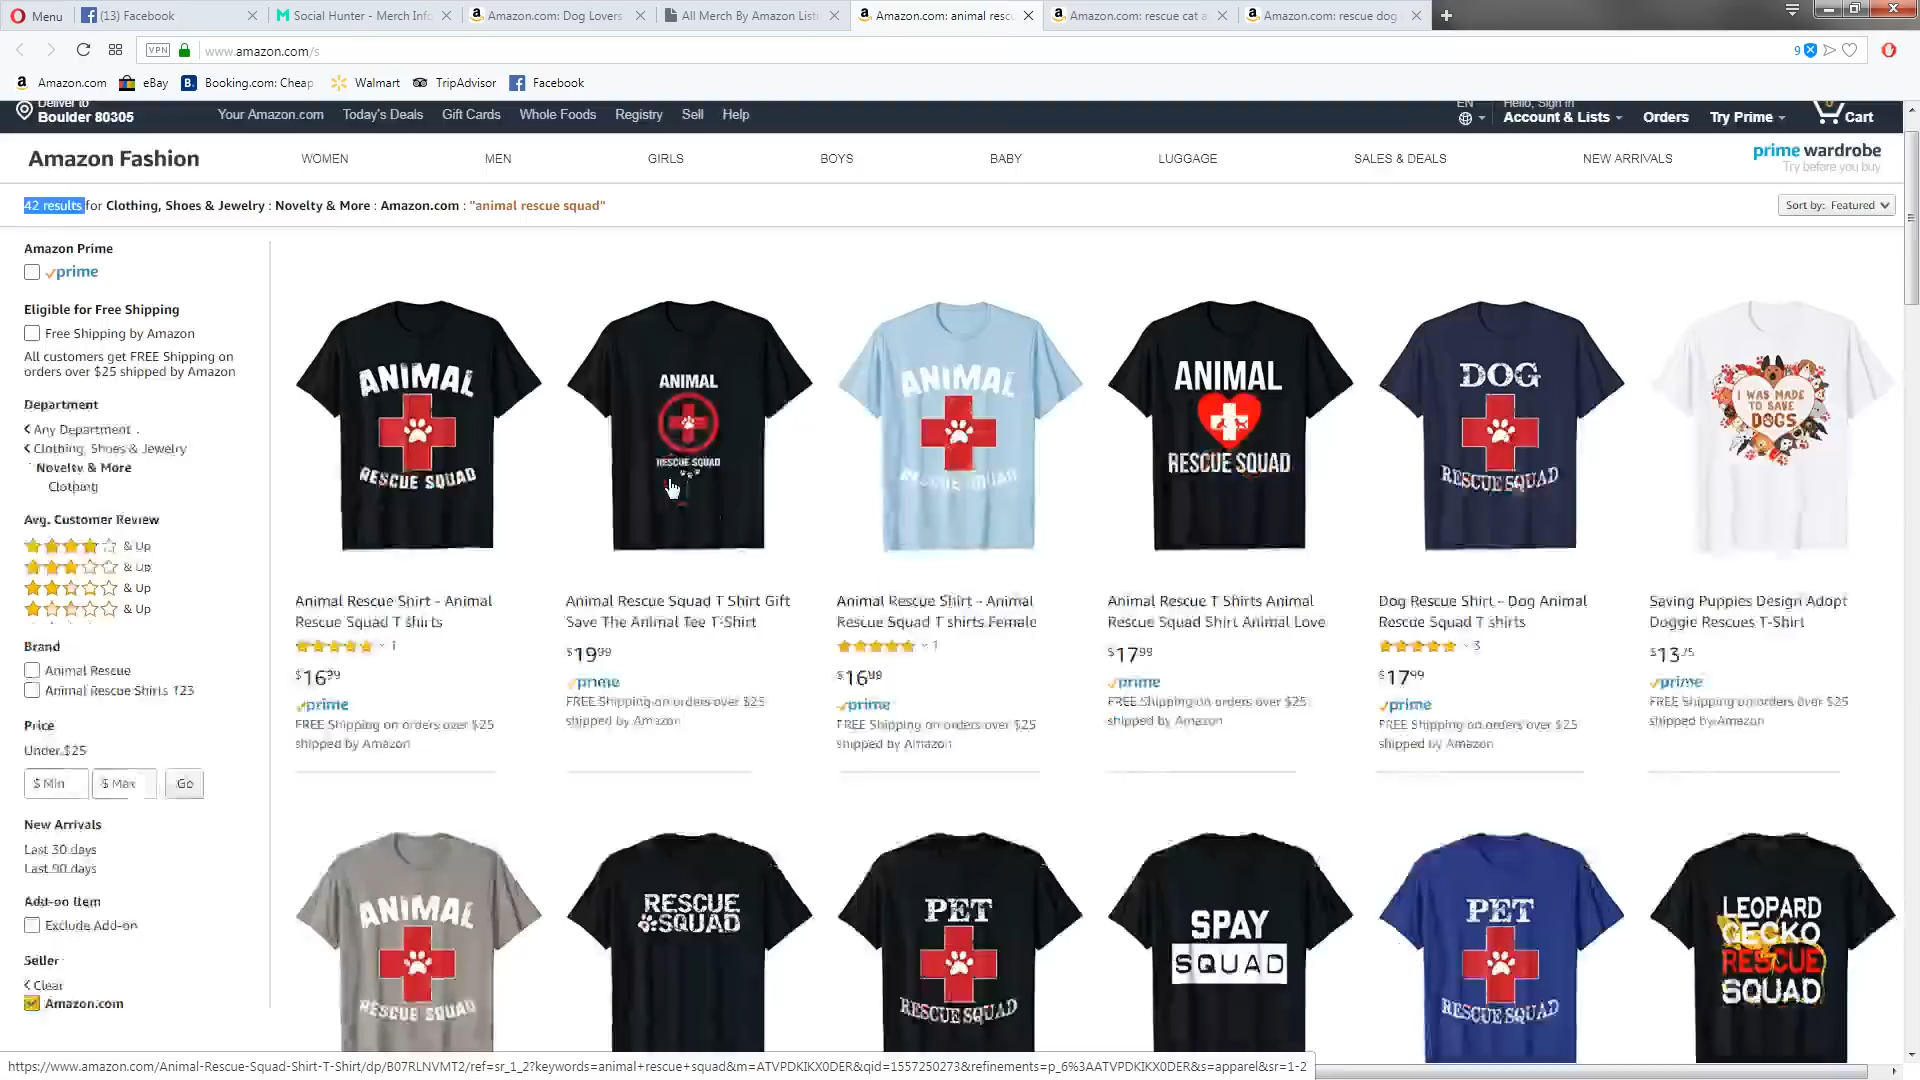 Menu
(13) Facebook
Social Hunter - Merch Info
Amazon.com: Dog Lovers
All Merch By Amazon Listi
Amazon.com: animal rescu
Amazon.com: rescue cat a
Amazon.com: rescue dog
VPN
www.amazon.com/s
9
Amazon.com
eBay
Booking.com: Cheap
Walmart
TripAdvisor
Facebook
Deliver to
Boulder 80305
Your Amazon.com
Today's Deals
Gift Cards
Whole Foods
Registry
Sell
Help
EN
Hello, Sign in
Account & Lists
Orders
Try Prime
0
Cart
Amazon Fashion
WOMEN
MEN
GIRLS
BOYS
BABY
LUGGAGE
SALES & DEALS
NEW ARRIVALS
prime wardrobe
Try before you buy
42 results for Clothing, Shoes & Jewelry : Novelty & More : Amazon.com : "animal rescue squad"
Sort by: Featured
Amazon Prime
prime
Eligible for Free Shipping
Free Shipping by Amazon
All customers get FREE Shipping on
orders over $25 shipped by Amazon
Department
Any Department
Clothing, Shoes & Jewelry
Novelty & More
Clothing
Avg. Customer Review
& Up
& Up
& Up
& Up
Brand
Animal Rescue
Animal Rescue Shirts 123
Price
Under $25
$ Min
$ Max
Go
New Arrivals
Last 30 days
Last 90 days
Add-on Item
Exclude Add-on
Seller
Clear
Amazon.com
ANIMAL
RESCUE SQUAD
ANIMAL
RESCUE SQUAD
ANIMAL
RESCUE SQUAD
ANIMAL
RESCUE SQUAD
DOG
RESCUE SQUAD
I WAS MADE
TO SAVE
DOGS
Animal Rescue Shirt - Animal
Rescue Squad T shirts
1
$16.99
prime
FREE Shipping on orders over $25
shipped by Amazon
Animal Rescue Squad T Shirt Gift
Save The Animal Tee T-Shirt
$19.99
prime
FREE Shipping on orders over $25
shipped by Amazon
Animal Rescue Shirt - Animal
Rescue Squad T shirts Female
1
$16.99
prime
FREE Shipping on orders over $25
shipped by Amazon
Animal Rescue T Shirts Animal
Rescue Squad Shirt Animal Love
$17.99
prime
FREE Shipping on orders over $25
shipped by Amazon
Dog Rescue Shirt - Dog Animal
Rescue Squad T shirts
3
$17.99
prime
FREE Shipping on orders over $25
shipped by Amazon
Saving Puppies Design Adopt
Doggie Rescues T-Shirt
$13.75
prime
FREE Shipping on orders over $25
shipped by Amazon
ANIMAL
RESCUE SQUAD
RESCUE
SQUAD
PET
RESCUE SQUAD
SPAY
SQUAD
PET
RESCUE SQUAD
LEOPARD
GECKO
RESCUE
SQUAD
https://www.amazon.com/Animal-Rescue-Squad-Shirt-T-Shirt/dp/B07RLNVMT2/ref=sr_1_2?keywords=animal+rescue+squad&m=ATVPDKIKX0DER&qid=1557250273&refinements=p_6%3AATVPDKIKX0DER&s=apparel&sr=1-2